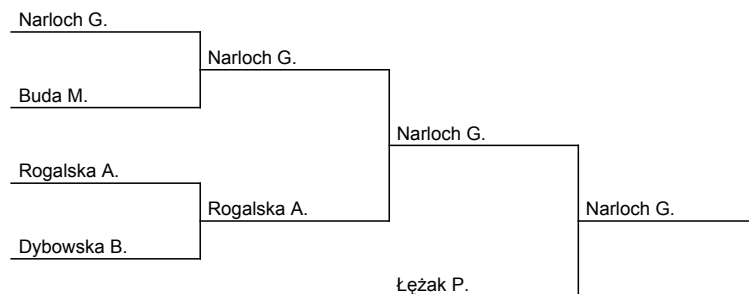 Narloch G.
Narloch G.
Buda M.
Narloch G.
Rogalska A.
Rogalska A.
Narloch G.
Dybowska B.
Łężak P.